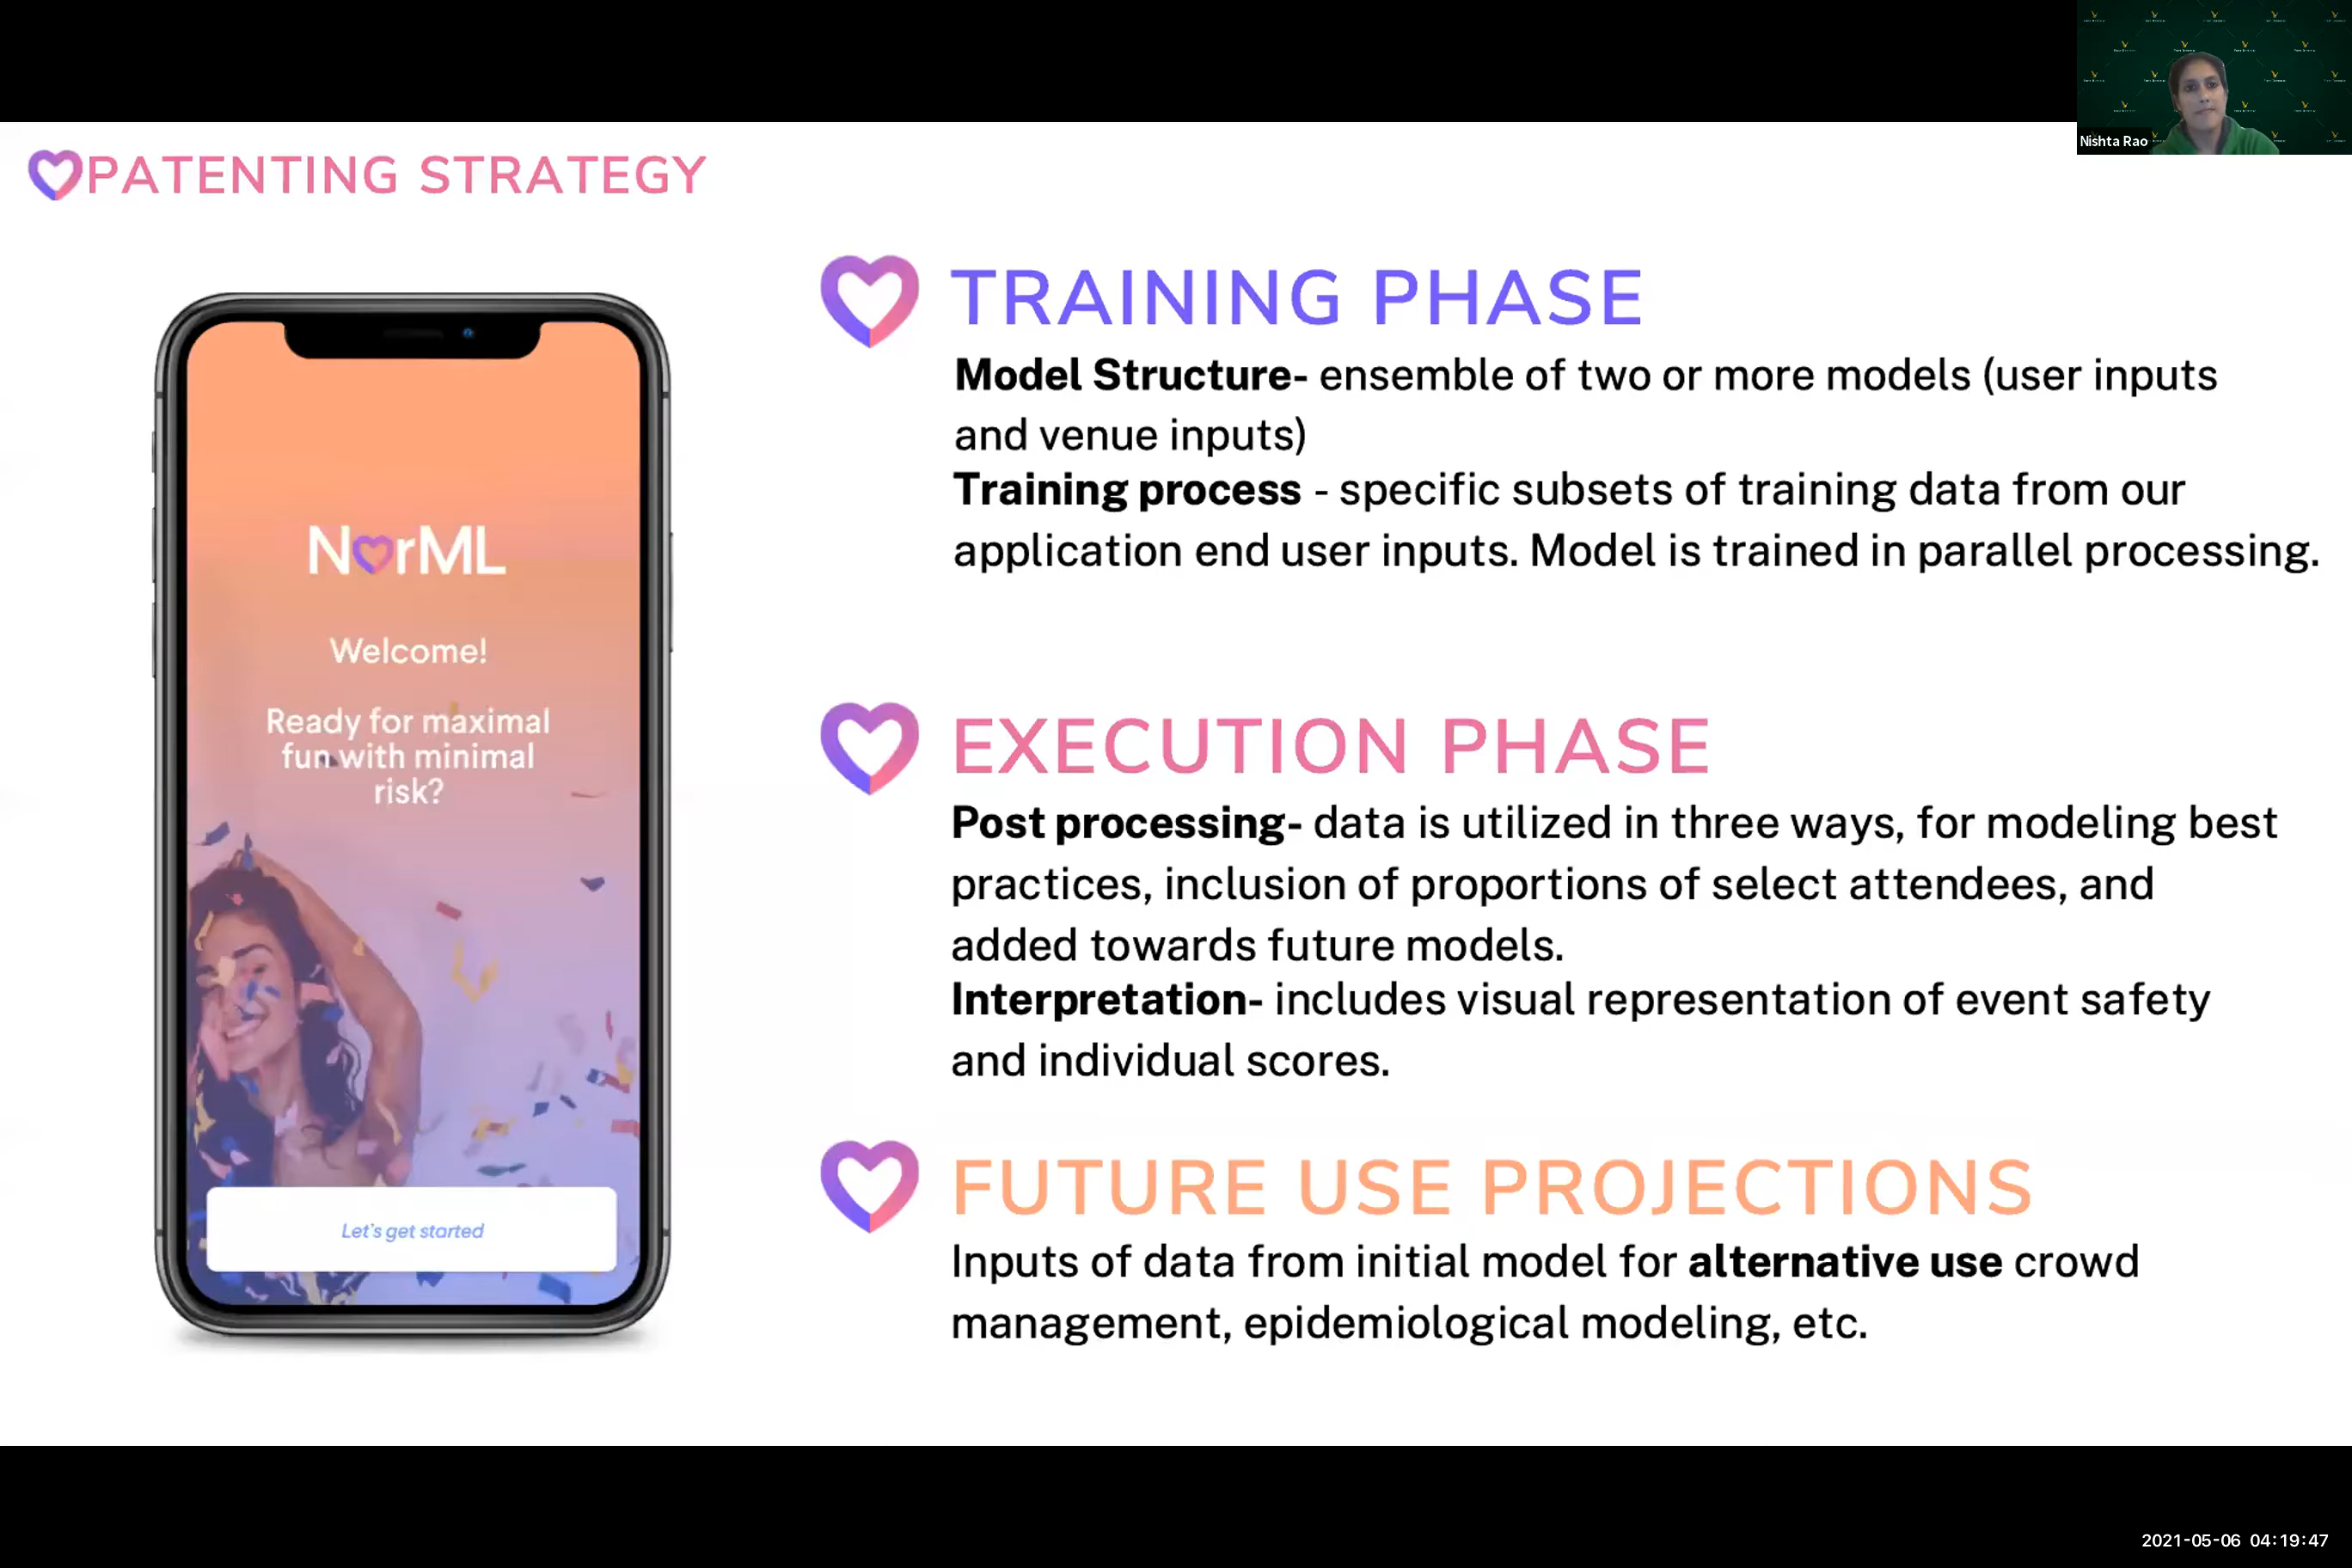 Nishta Rao
PATENTING STRATEGY
NorML
Welcome!
Ready for maximal
fun with minimal
risk?
Let's get started
TRAINING PHASE
Model Structure- ensemble of two or more models (user inputs
and venue inputs)
Training process - specific subsets of training data from our
application end user inputs. Model is trained in parallel processing.
EXECUTION PHASE
Post processing- data is utilized in three ways, for modeling best
practices, inclusion of proportions of select attendees, and
added towards future models.
Interpretation- includes visual representation of event safety
and individual scores.
FUTURE USE PROJECTIONS
Inputs of data from initial model for alternative use crowd
management, epidemiological modeling, etc.
2021-05-06 04:19:47